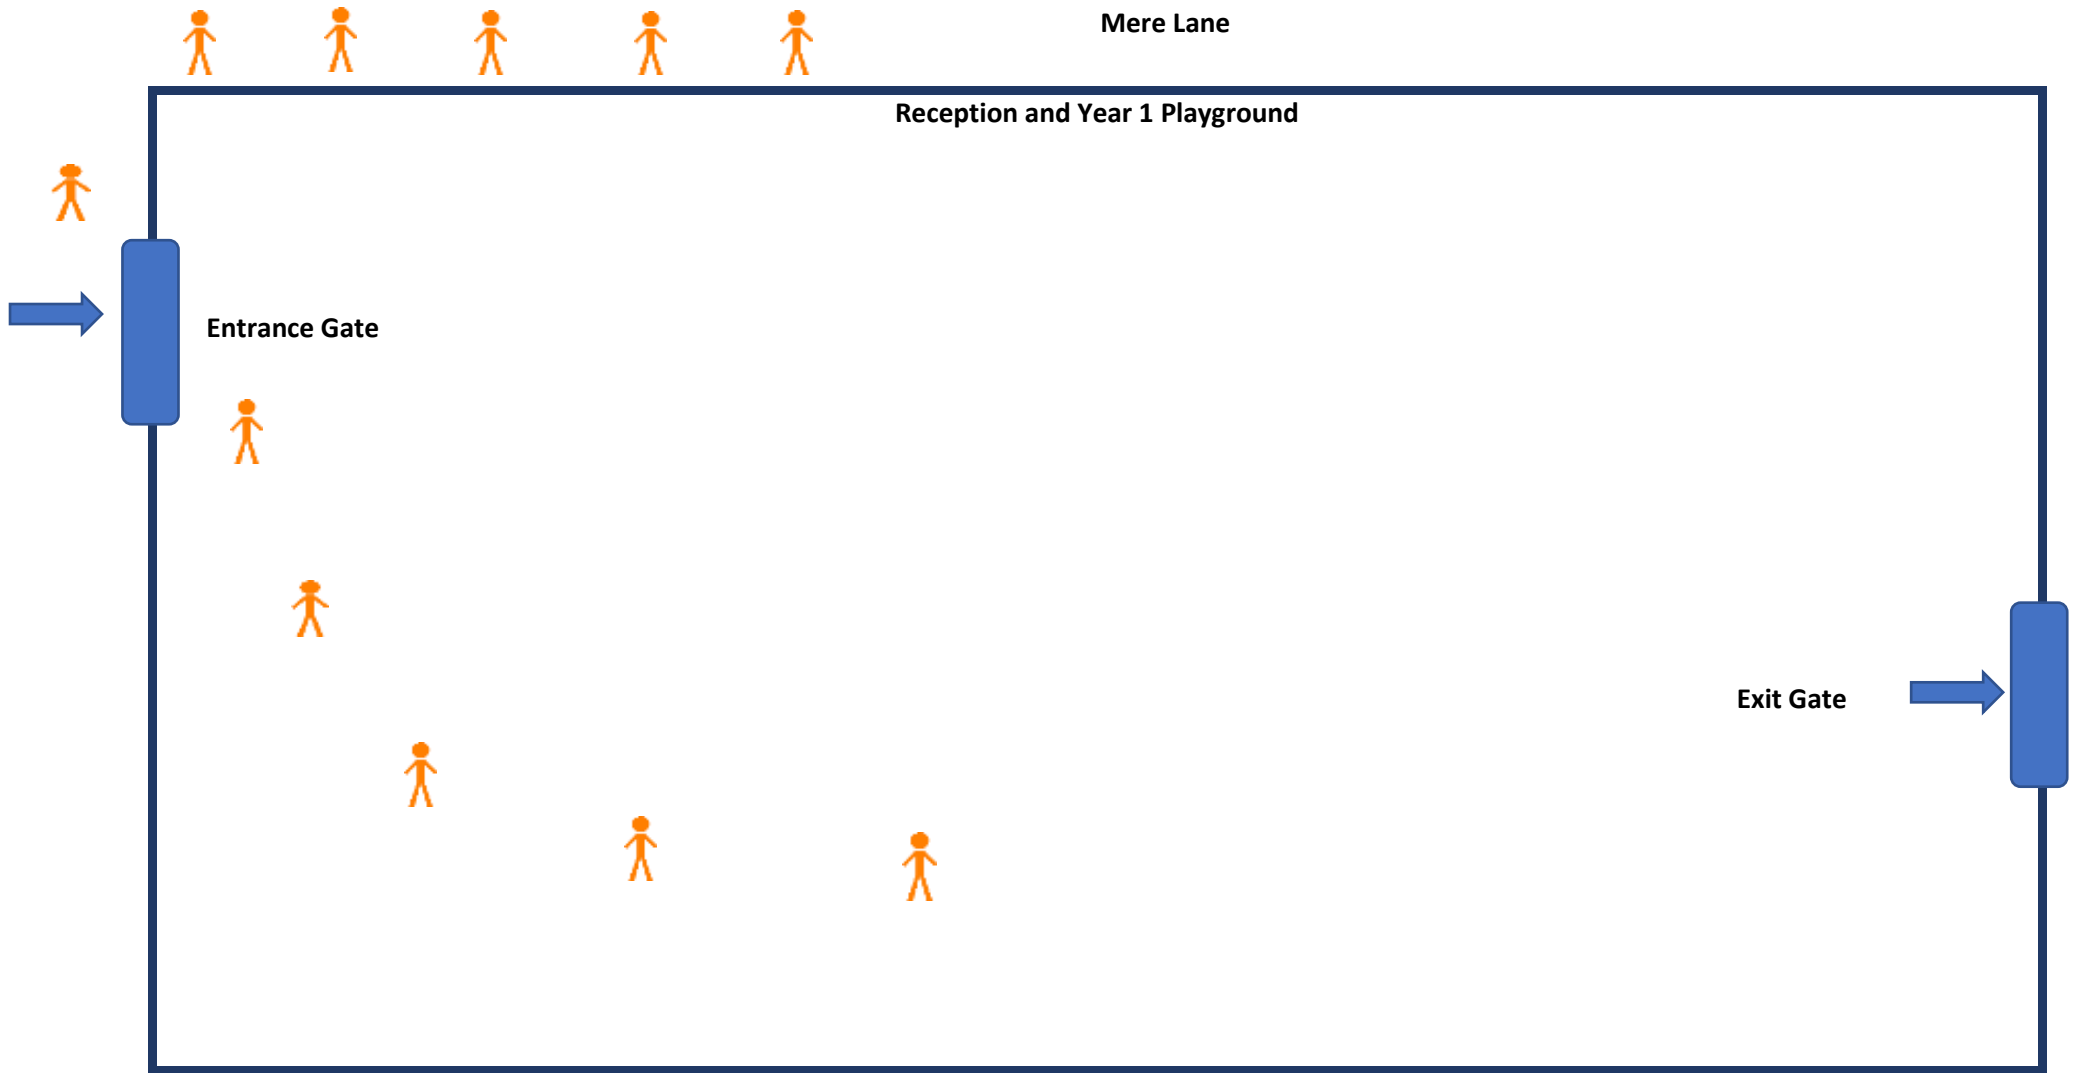 Mere Lane
Reception and Year 1 Playground
Entrance Gate
Exit Gate